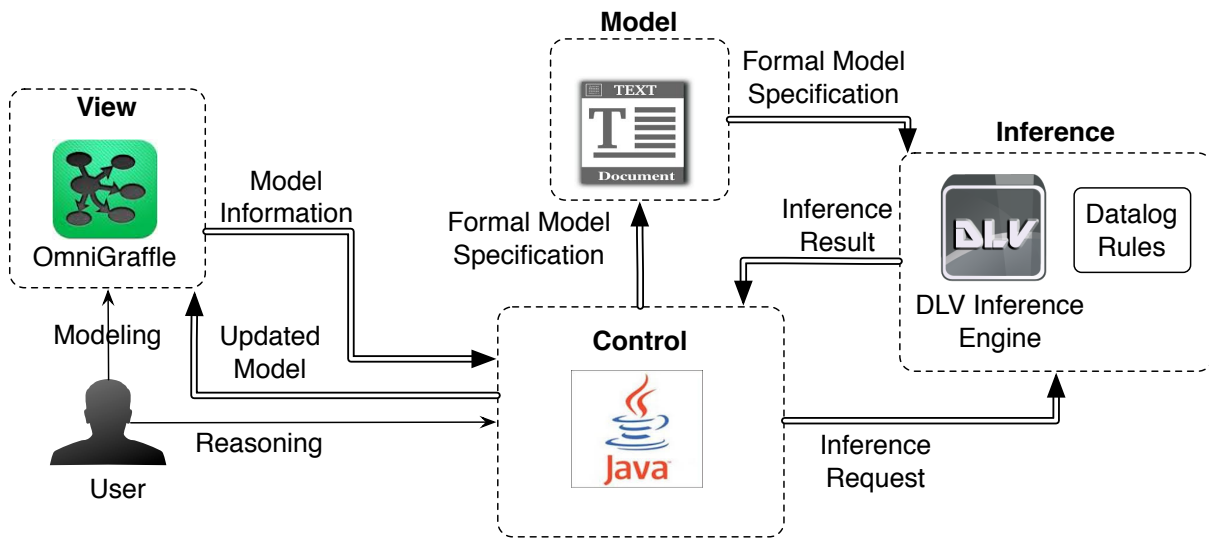 Model
TEXT
T
Document
Formal Model
Specification
View
OmniGraffle
Model
Information
Formal Model
Specification
Inference
Result
Inference
DLV
Datalog
Rules
DLV Inference
Engine
Modeling
Updated
Model
Control
Java
User
Reasoning
Inference
Request